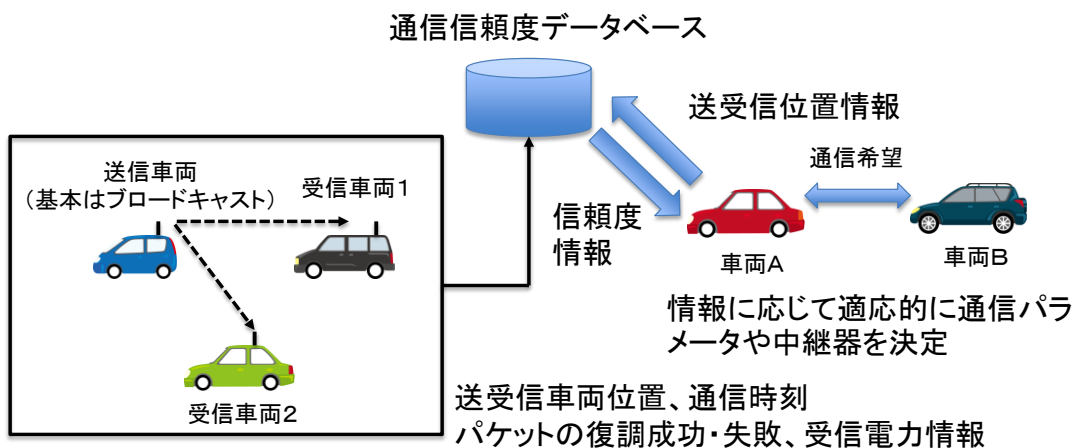 通信信頼度データベース
送受信位置情報
通信希望
送信車両
(基本はブロードキャスト)
受信車両1
信頼度
情報
車両A
車両B
情報に応じて適応的に通信パラ
メータや中継器を決定
受信車両2
送受信車両位置、通信時刻
パケットの復調成功・失敗、受信電力情報